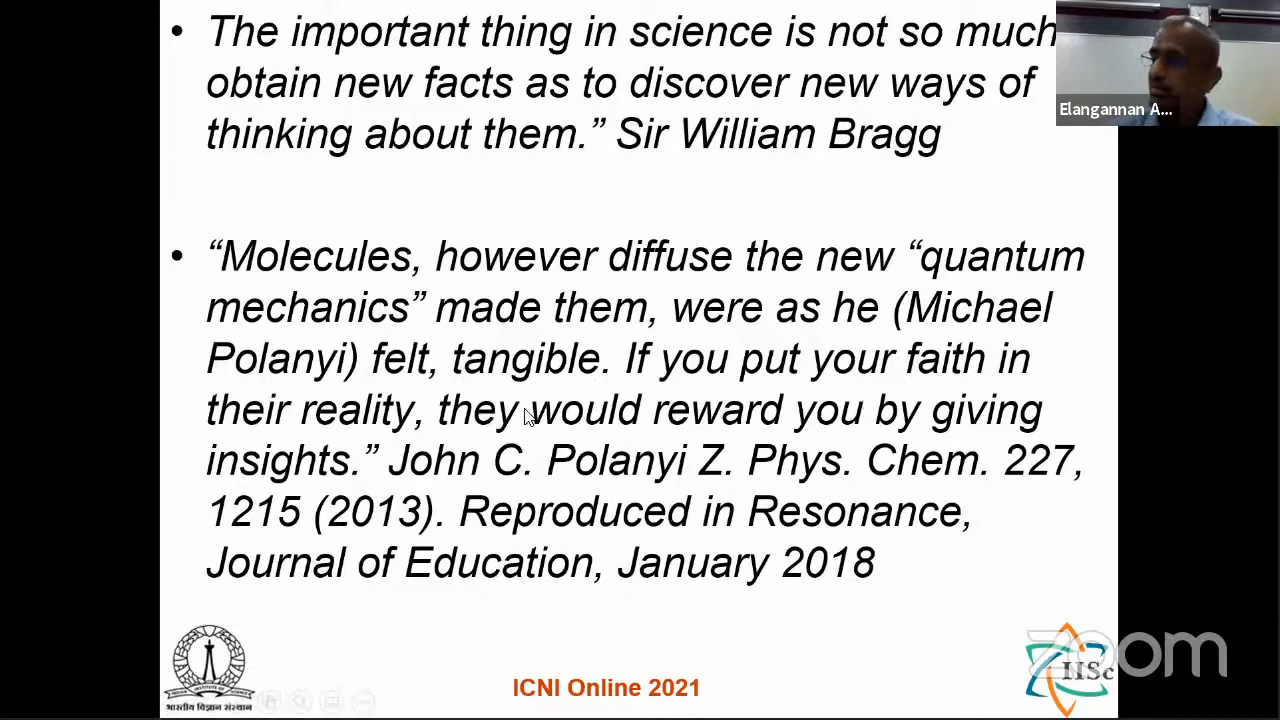 • The important thing in science is not so much
obtain new facts as to discover new ways of
thinking about them.” Sir William Bragg
Elangannan A...
• “Molecules, however diffuse the new “quantum
mechanics” made them, were as he (Michael
Polanyi) felt, tangible. If you put your faith in
their reality, they would reward you by giving
insights.” John C. Polanyi Z. Phys. Chem. 227,
1215 (2013). Reproduced in Resonance,
Journal of Education, January 2018
zoom
IISc
ICNI Online 2021
भारतीय विज्ञान संस्थान